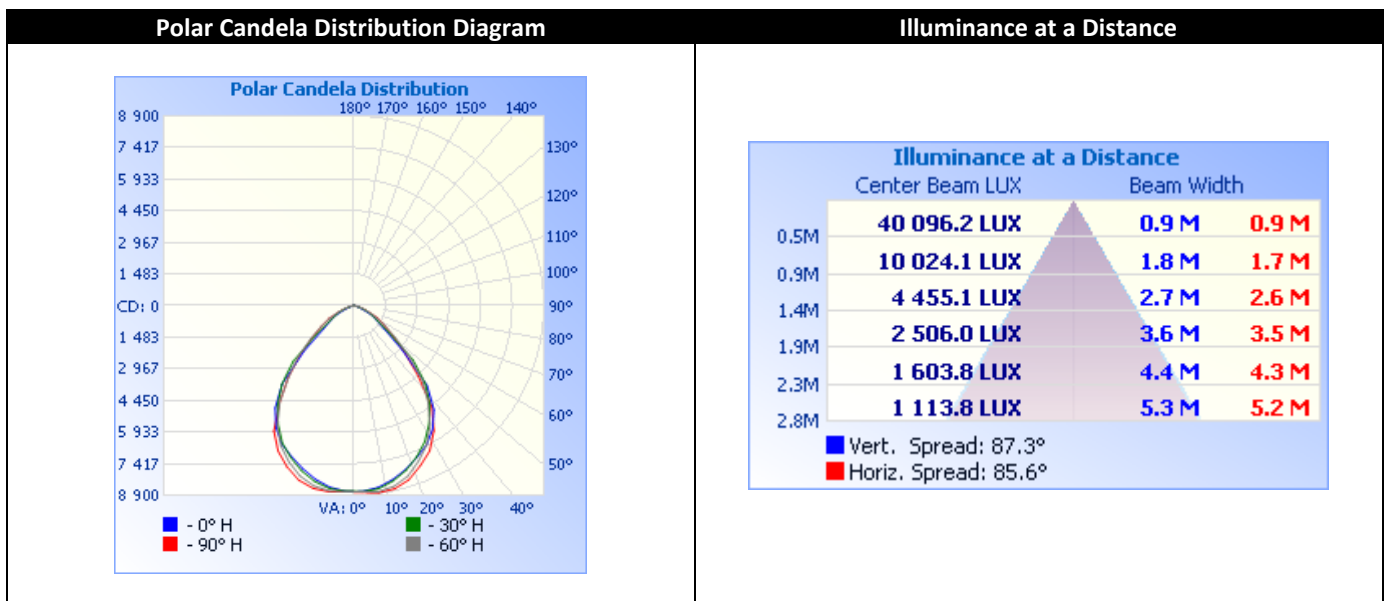 Polar Candela Distribution Diagram
Illuminance at a Distance
Polar Candela Distribution
180° 170° 160° 150° 140°
8 900
7 417
130°
5 933
120°
4 450
110°
2 967
1 483
100°
CD: 0
90°
1 483
80°
2 967
70°
4 450
60°
5 933
7 417
50°
8 900
VA: 0° 10° 20° 30° 40°
- 0° H
- 30° H
- 90° H
- 60° H
Illuminance at a Distance
Center Beam LUX Beam Width
0.5M 40 096.2 LUX 0.9 M 0.9 M
0.9M 10 024.1 LUX 1.8 M 1.7 M
1.4M 4 455.1 LUX 2.7 M 2.6 M
1.9M 2 506.0 LUX 3.6 M 3.5 M
2.3M 1 603.8 LUX 4.4 M 4.3 M
2.8M 1 113.8 LUX 5.3 M 5.2 M
Vert. Spread: 87.3°
Horiz. Spread: 85.6°